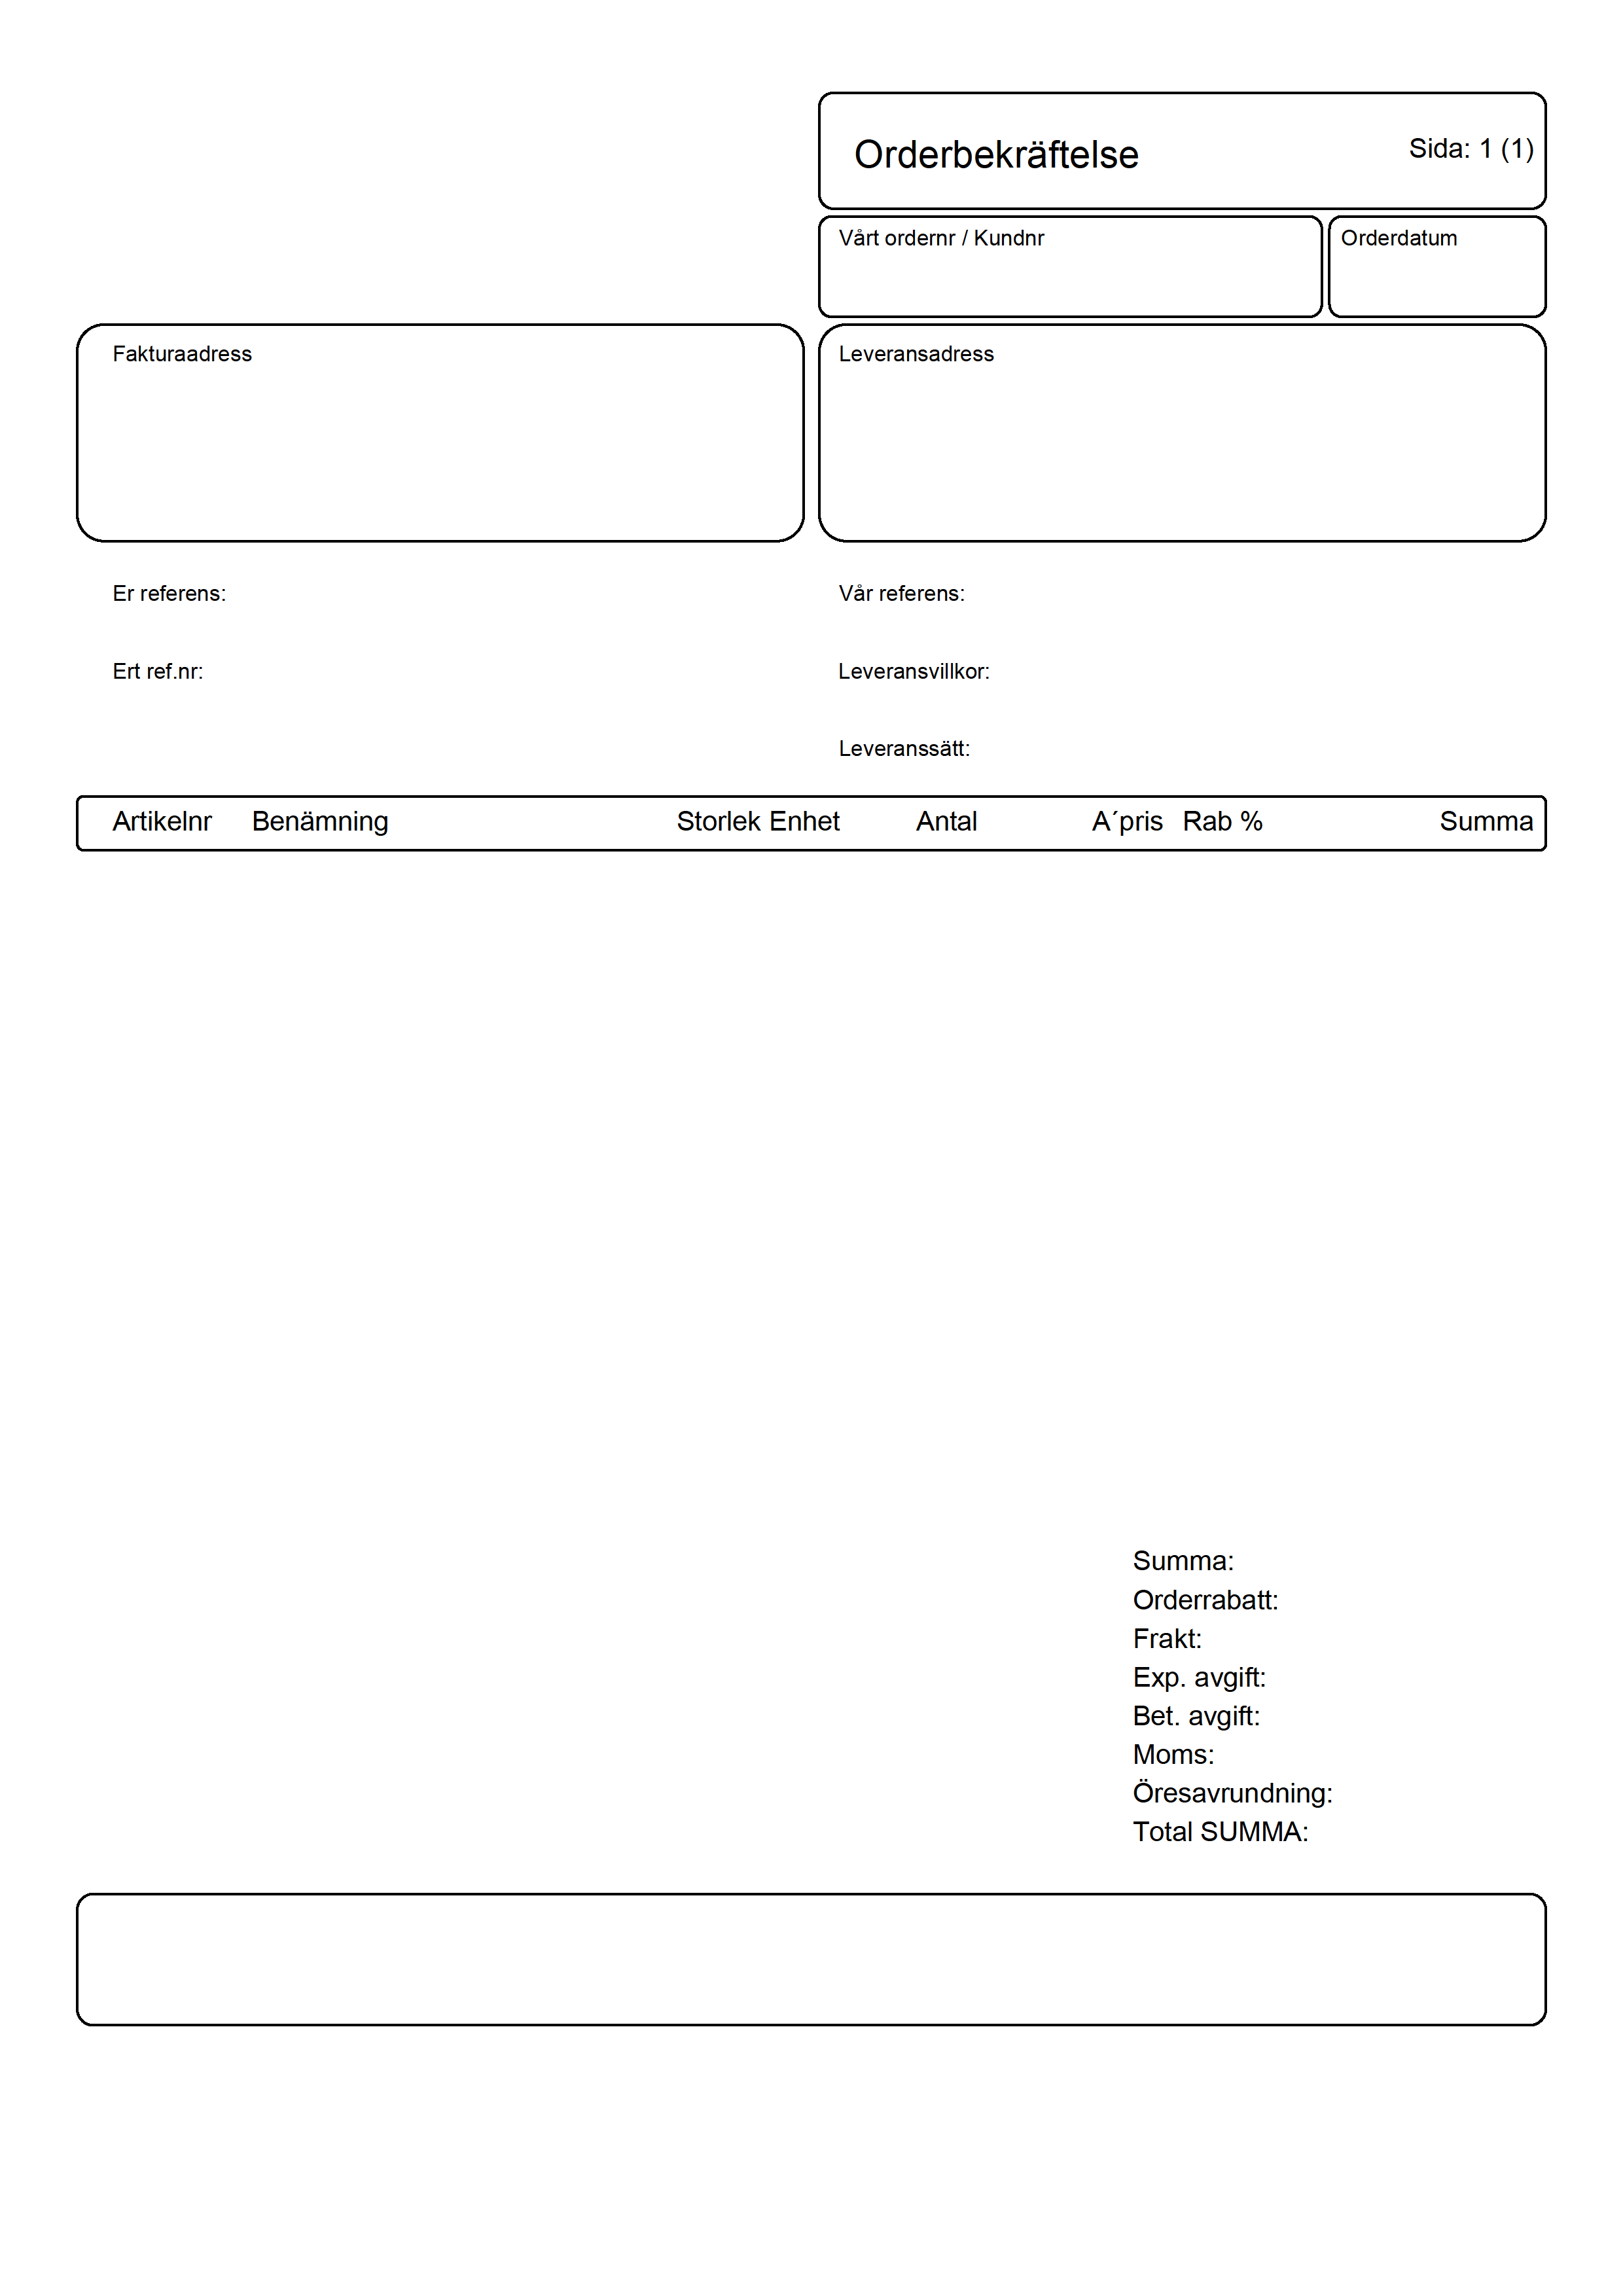 Orderbekräftelse Sida: 1 (1)
Vårt ordernr / Kundnr Orderdatum
Fakturaadress Leveransadress
Er referens: Vår referens:
Ert ref.nr: Leveransvillkor:
Leveranssätt:
Artikelnr Benämning Storlek Enhet Antal A´pris Rab % Summa
Summa:
Orderrabatt:
Frakt:
Exp. avgift:
Bet. avgift:
Moms:
Öresavrundning:
Total SUMMA: